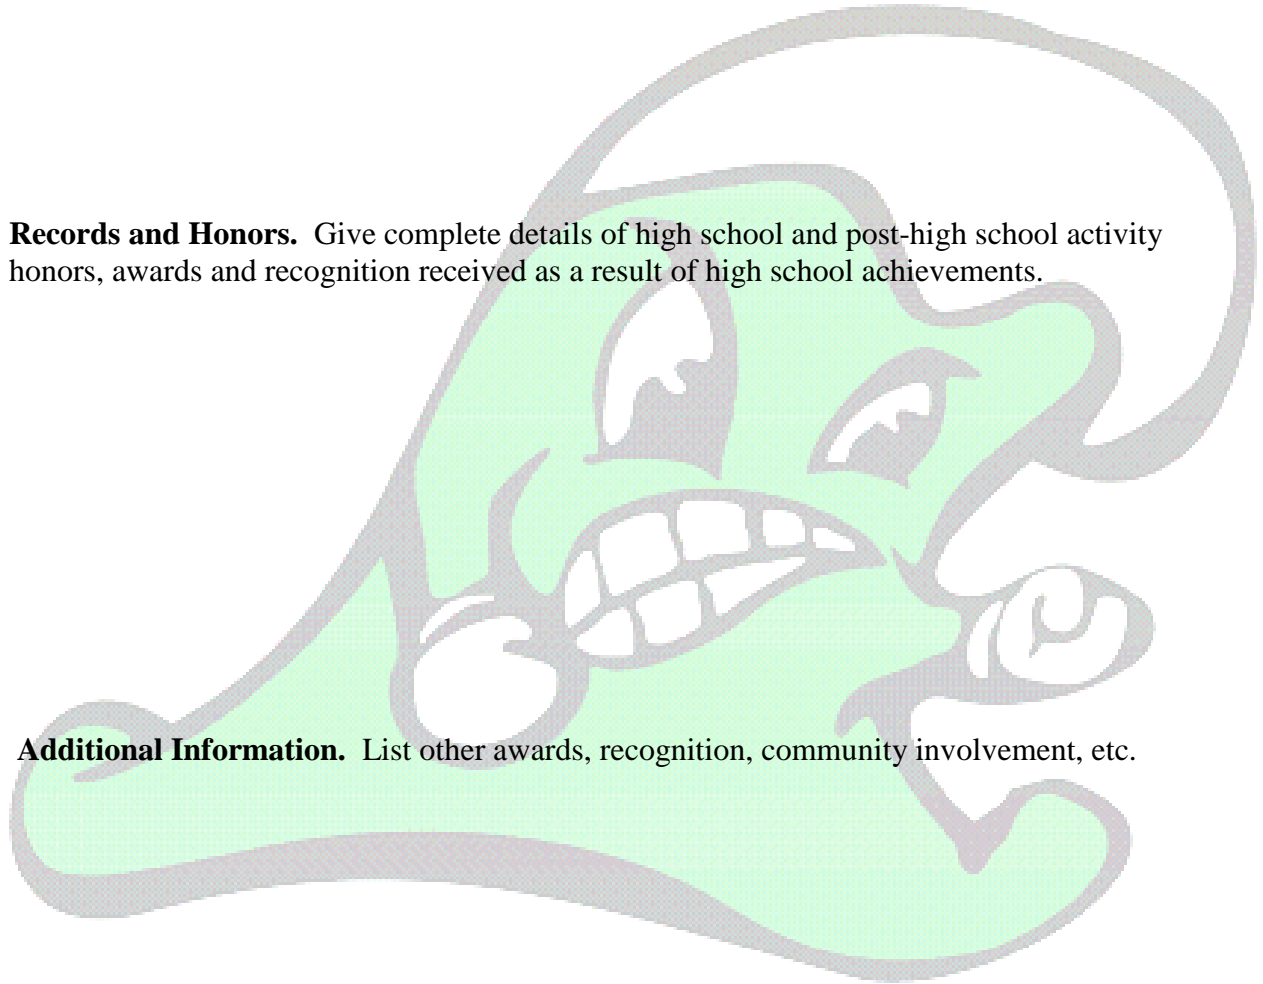 Records and Honors. Give complete details of high school and post-high school activity
honors, awards and recognition received as a result of high school achievements.
Additional Information. List other awards, recognition, community involvement, etc.